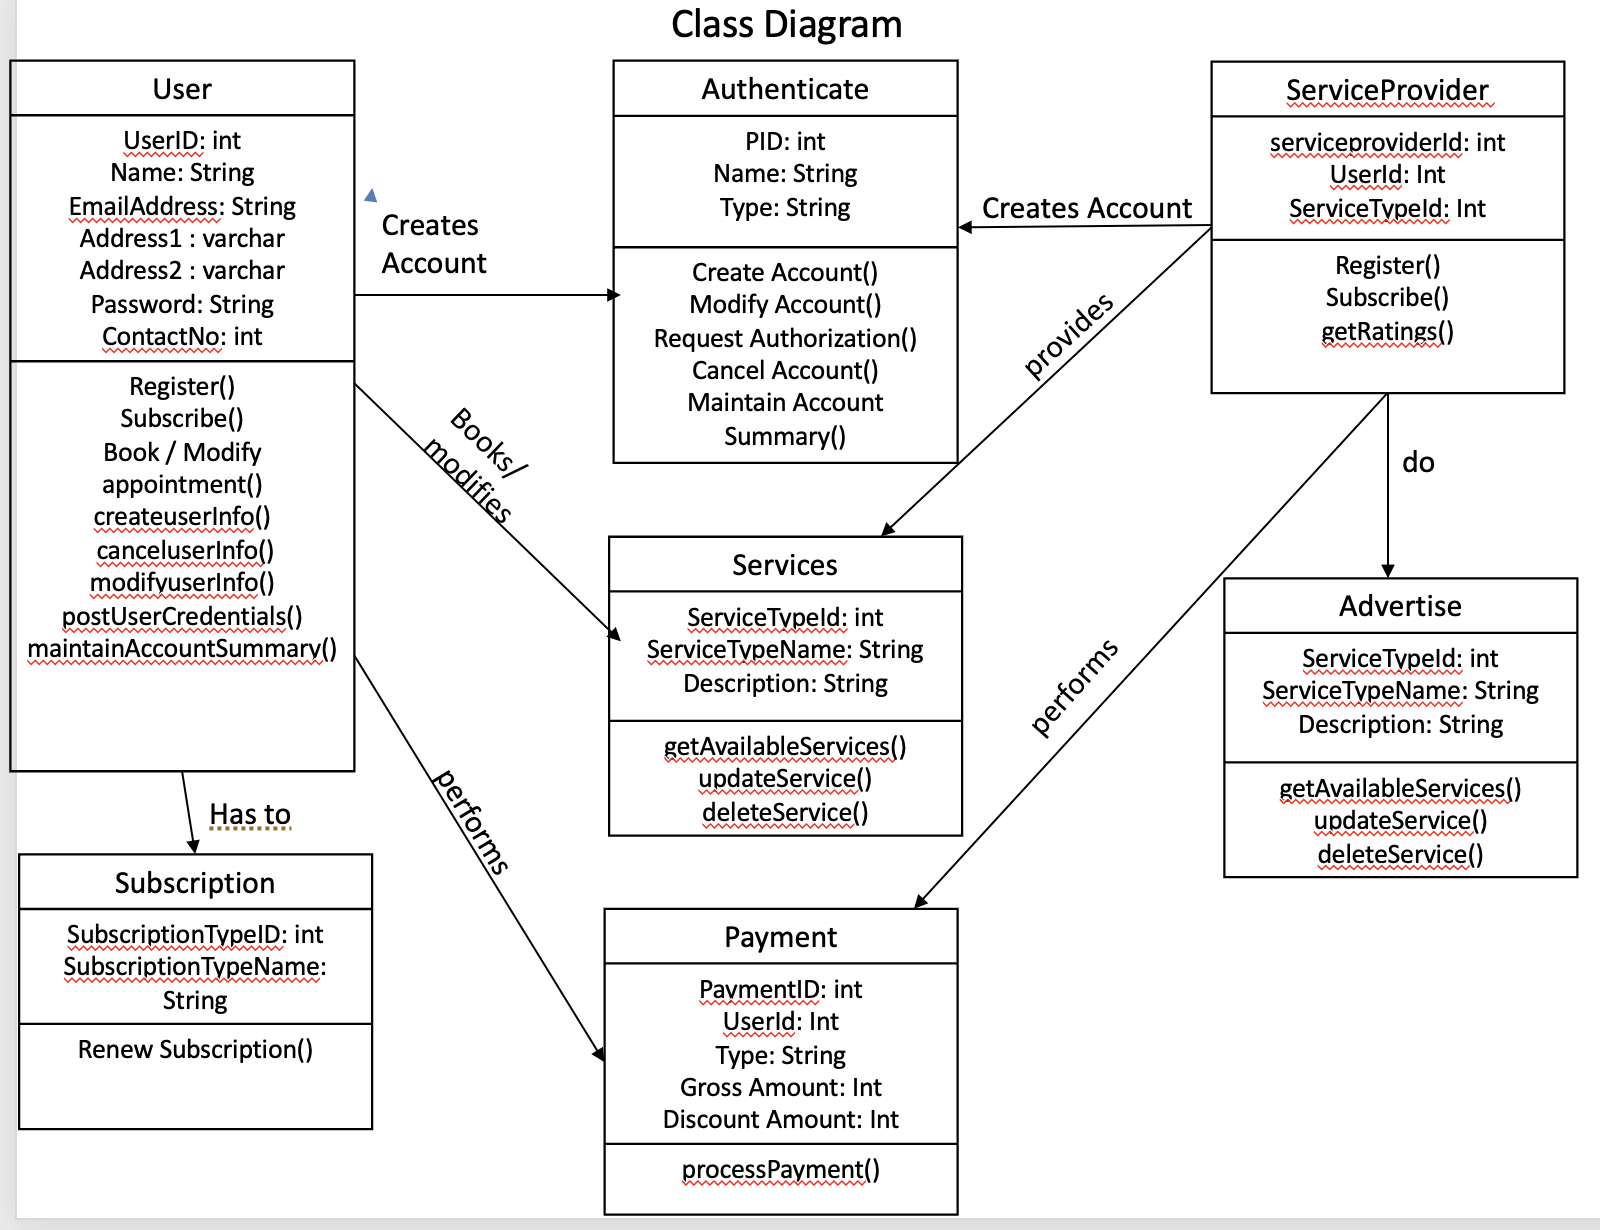 Class Diagram
User
UserID: int
Name: String
EmailAddress: String
Address1 : varchar
Address2 : varchar
Password: String
ContactNo: int
Register()
Subscribe()
Book / Modify
appointment()
createuserInfo()
canceluserInfo()
modifyuserInfo()
postUserCredentials()
maintainAccountSummary()
Creates
Account
Authenticate
PID: int
Name: String
Type: String
Create Account()
Modify Account()
Request Authorization()
Cancel Account()
Maintain Account
Summary()
Creates Account
ServiceProvider
serviceproviderId: int
UserId: Int
ServiceTypeId: Int
Register()
Subscribe()
getRatings()
provides
Books/
modifies
do
Services
ServiceTypeId: int
ServiceTypeName: String
Description: String
getAvailableServices()
updateService()
deleteService()
performs
Advertise
ServiceTypeId: int
ServiceTypeName: String
Description: String
getAvailableServices()
updateService()
deleteService()
Has to
performs
Subscription
SubscriptionTypeID: int
SubscriptionTypeName:
String
Renew Subscription()
Payment
PaymentID: int
UserId: Int
Type: String
Gross Amount: Int
Discount Amount: Int
processPayment()